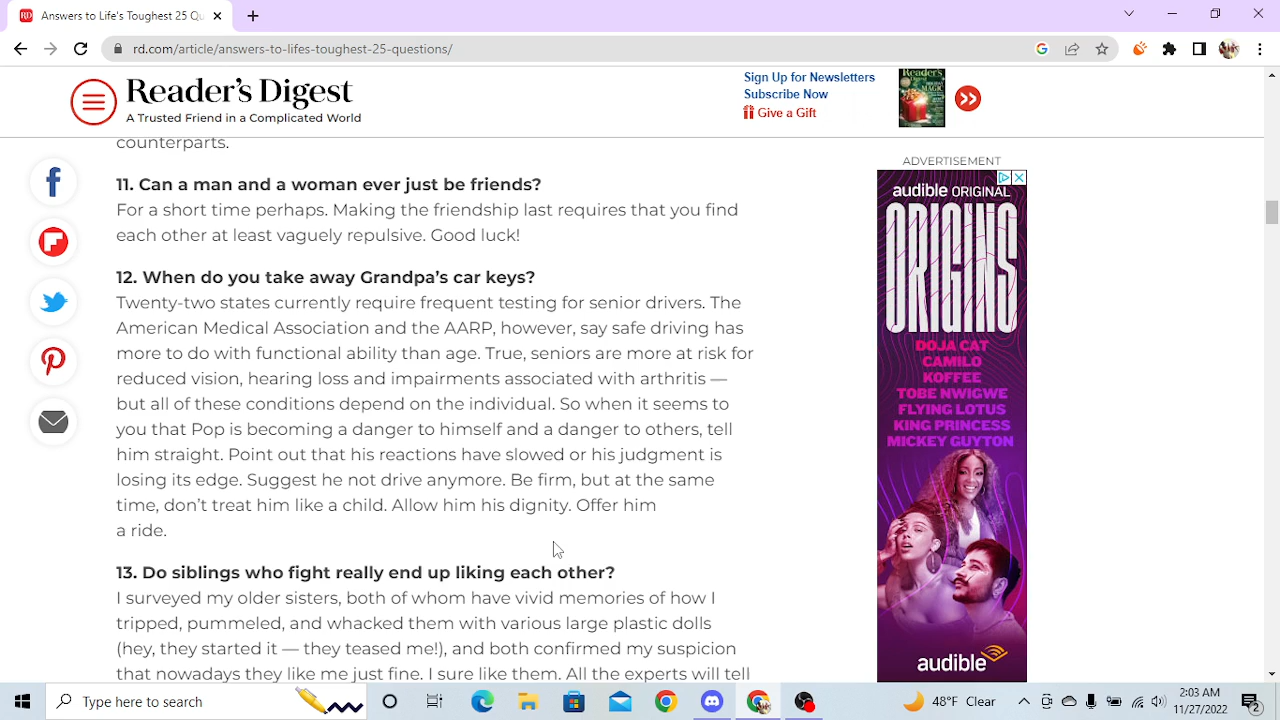 Answers to Lifes Toughest 25 Qu
rd.com/article/answers-to-lifes-toughest-25-questions/
Reader's Digest
A Trusted Friend in a Complicated World
Sign Up for Newsletters
Subscribe Now
Give a Gift
counterparts.
11. Can a man and a woman ever just be friends?
For a short time perhaps. Making the friendship last requires that you find
each other at least vaguely repulsive. Good luck!
12. When do you take away Grandpa’s car keys?
Twenty-two states currently require frequent testing for senior drivers. The
American Medical Association and the AARP, however, say safe driving has
more to do with functional ability than age. True, seniors are more at risk for
reduced vision, hearing loss and impairments associated with arthritis —
but all of these conditions depend on the individual. So when it seems to
you that Pop is becoming a danger to himself and a danger to others, tell
him straight. Point out that his reactions have slowed or his judgment is
losing its edge. Suggest he not drive anymore. Be firm, but at the same
time, don’t treat him like a child. Allow him his dignity. Offer him
a ride.
13. Do siblings who fight really end up liking each other?
I surveyed my older sisters, both of whom have vivid memories of how I
tripped, pummeled, and whacked them with various large plastic dolls
(hey, they started it — they teased me!), and both confirmed my suspicion
that nowadays they like me just fine. I sure like them. All the experts will tell
ADVERTISEMENT
audible ORIGINAL
ORIGINS
DOJA CAT
CAMILO
KOFFEE
TOBE NWIGWE
FLYING LOTUS
KING PRINCESS
MICKEY GUYTON
audible
Type here to search
48°F Clear
2:03 AM
11/27/2022
2